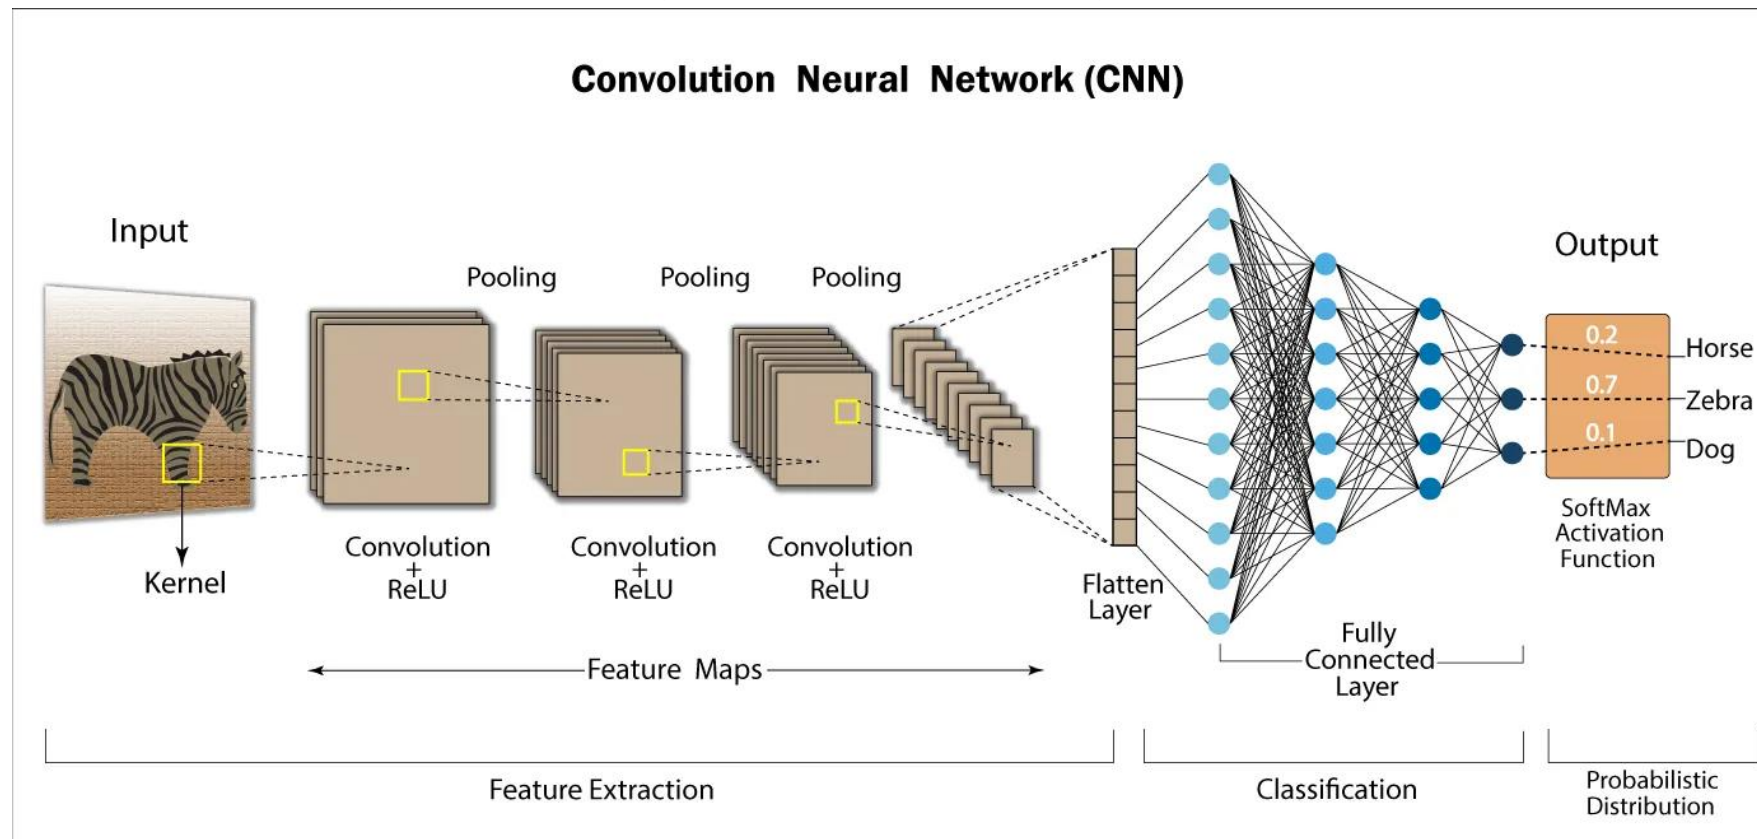 Convolution Neural Network (CNN)
Input
Output
Pooling
Pooling
Pooling
Kernel
Convolution
+
ReLU
Convolution
+
ReLU
Convolution
+
ReLU
Feature Maps
Flatten
Layer
Fully
Connected
Layer
0.2
0.7
0.1
Horse
Zebra
Dog
SoftMax
Activation
Function
Feature Extraction
Classification
Probabilistic
Distribution